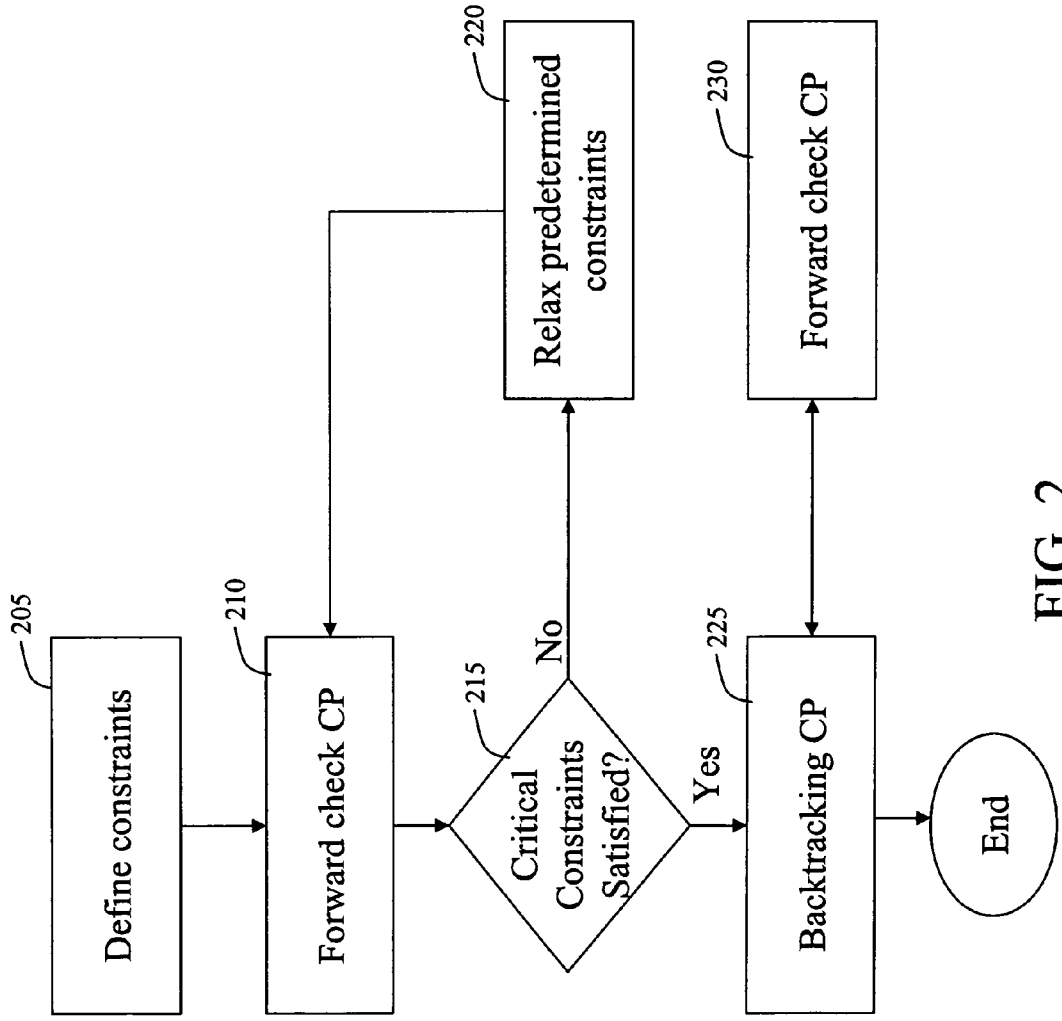 205
Define constraints
210
Forward check CP
215
Critical
Constraints
Satisfied?
No
220
Relax predetermined
constraints
Yes
225
Backtracking CP
230
Forward check CP
End
FIG. 2